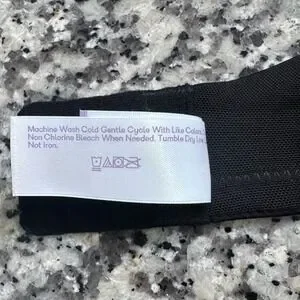 Machine Wash Cold Gentle Cycle With Like Colors.
Non Chlorine Bleach When Needed. Tumble Dry Low.
Not Iron.